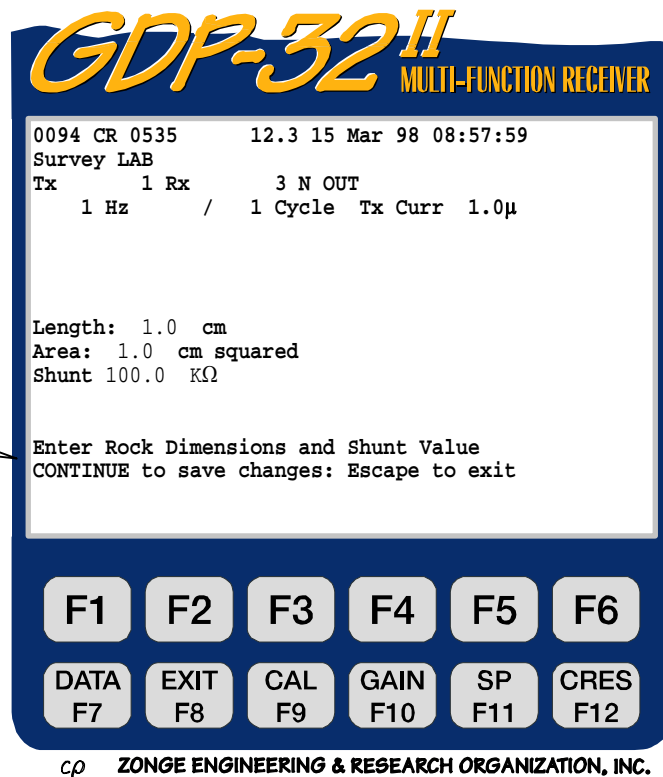 GDP-32 II
MULTI-FUNCTION RECEIVER
0094 CR 0535 12.3 15 Mar 98 08:57:59
Survey LAB
Tx 1 Rx 3 N OUT
1 Hz / 1 Cycle Tx Curr 1.0µ
Length: 1.0 cm
Area: 1.0 cm squared
Shunt 100.0 KΩ
Enter Rock Dimensions and Shunt Value
CONTINUE to save changes: Escape to exit
F1 F2 F3 F4 F5 F6
DATA EXIT CAL GAIN SP CRES
F7 F8 F9 F10 F11 F12
cρ ZONGE ENGINEERING & RESEARCH ORGANIZATION, INC.